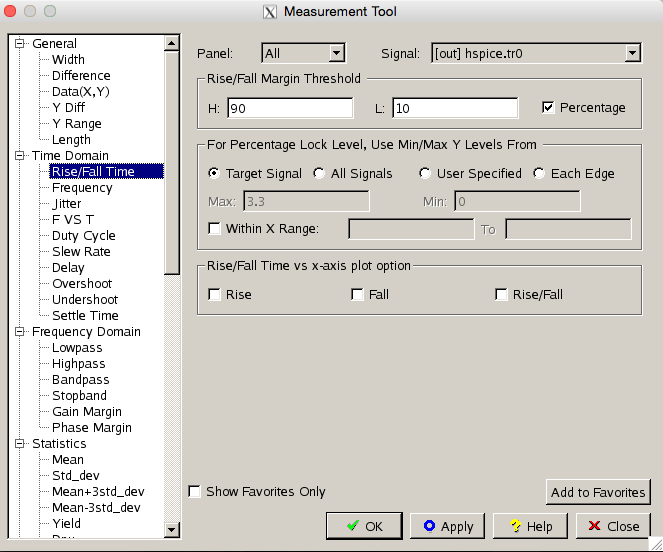 Measurement Tool
General
Width
Difference
Data(X,Y)
Y Diff
Y Range
Length
Time Domain
Rise/Fall Time
Frequency
Jitter
F VS T
Duty Cycle
Slew Rate
Delay
Overshoot
Undershoot
Settle Time
Frequency Domain
Lowpass
Highpass
Bandpass
Stopband
Gain Margin
Phase Margin
Statistics
Mean
Std_dev
Mean+3std_dev
Mean-3std_dev
Yield
Panel: All Signal: [out] hspice.tr0
Rise/Fall Margin Threshold
H: 90 L: 10 Percentage
For Percentage Lock Level, Use Min/Max Y Levels From
Target Signal All Signals User Specified Each Edge
Max: 3.3 Min: 0
Within X Range: To
Rise/Fall Time vs x-axis plot option
Rise Fall Rise/Fall
Show Favorites Only Add to Favorites
OK Apply Help Close